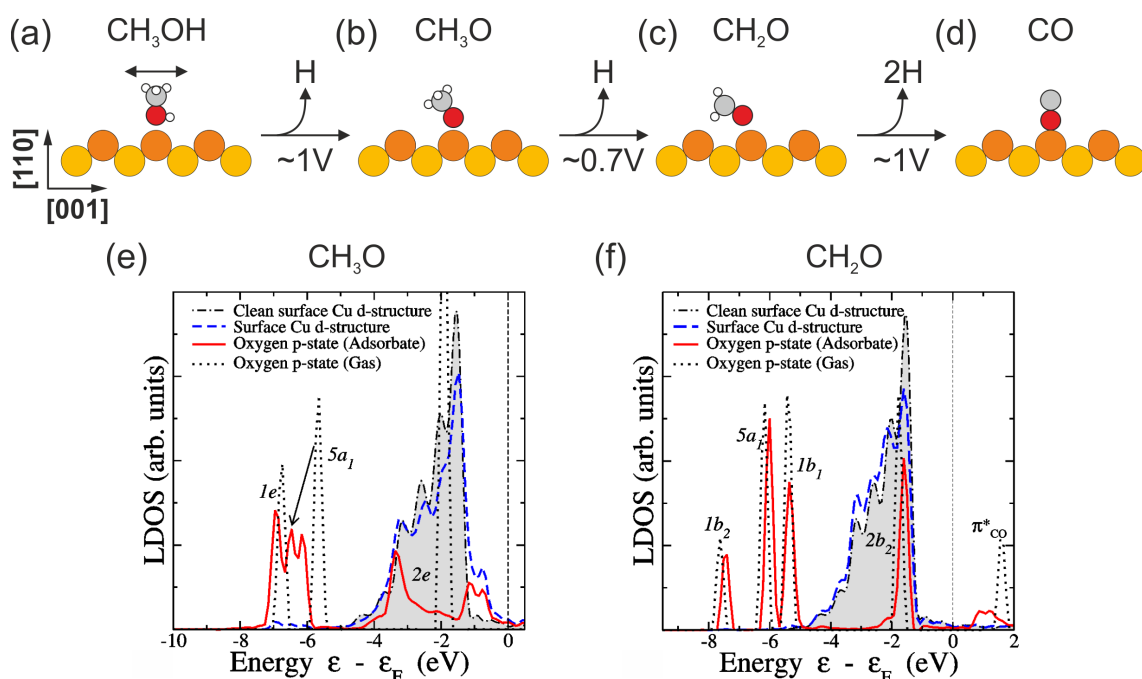 (a) CH₃OH (b) CH₃O (c) CH₂O (d) CO
H H 2H
~1V ~0.7V ~1V
[110]
[001]
(e) CH₃O
Clean surface Cu d-structure
Surface Cu d-structure
Oxygen p-state (Adsorbate)
Oxygen p-state (Gas)
1e 5a₁
2e
LDOS (arb. units)
-10 -8 -6 -4 -2 0
Energy ε - ε_F (eV)
(f) CH₂O
Clean surface Cu d-structure
Surface Cu d-structure
Oxygen p-state (Adsorbate)
Oxygen p-state (Gas)
5a₁
1b₁
1b₂ 2b₂ π*CO
LDOS (arb. units)
-8 -6 -4 -2 0 2
Energy ε - ε_F (eV)